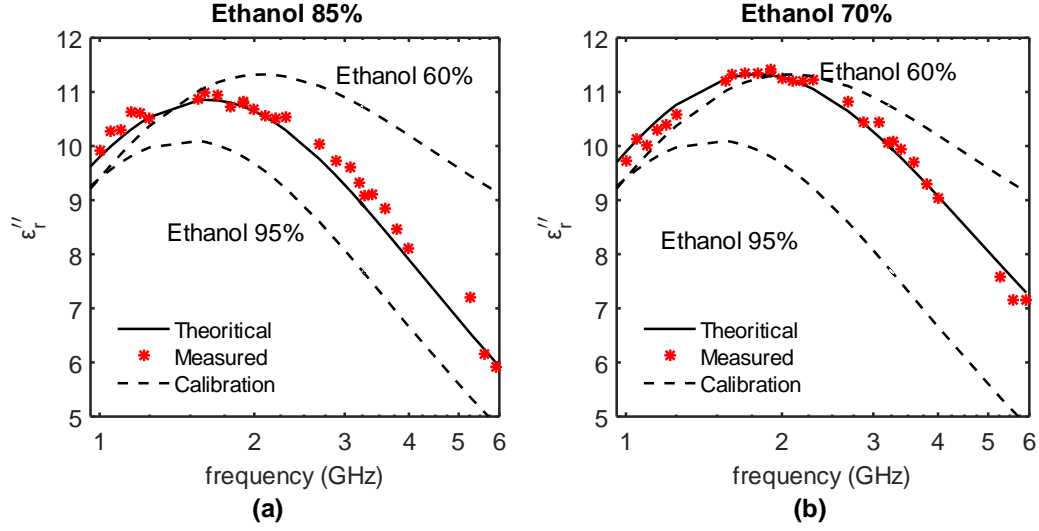 Ethanol 85%
12
11
10
9
8
7
6
5
ε″r
Ethanol 60%
Ethanol 95%
Theoritical
Measured
Calibration
1
2
3
4
5
6
frequency (GHz)
(a)
Ethanol 70%
12
11
10
9
8
7
6
5
ε″r
Ethanol 60%
Ethanol 95%
Theoritical
Measured
Calibration
1
2
3
4
5
6
frequency (GHz)
(b)